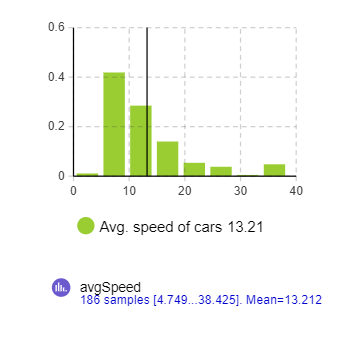 0.6
0.4
0.2
0
0 10 20 30 40
Avg. speed of cars 13.21
avgSpeed
186 samples [4.749...38.425]. Mean=13.212